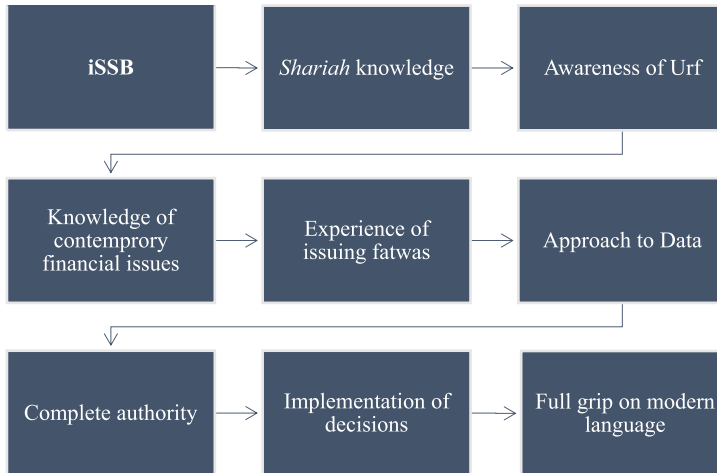 iSSB
Shariah knowledge
Awareness of Urf
Knowledge of
contemprory
financial issues
Experience of
issuing fatwas
Approach to Data
Complete authority
Implementation of
decisions
Full grip on modern
language